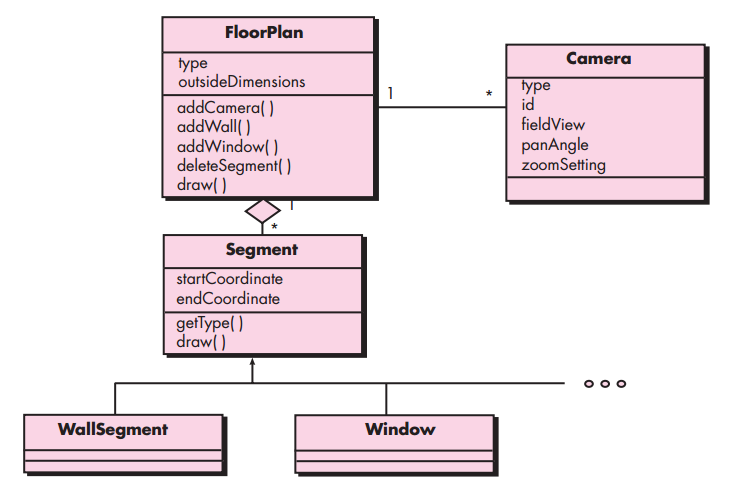 FloorPlan
type
outsideDimensions
addCamera( )
addWall( )
addWindow( )
deleteSegment( )
draw( )
1
*
Camera
type
id
fieldView
panAngle
zoomSetting
1
*
Segment
startCoordinate
endCoordinate
getType( )
draw( )
WallSegment
Window